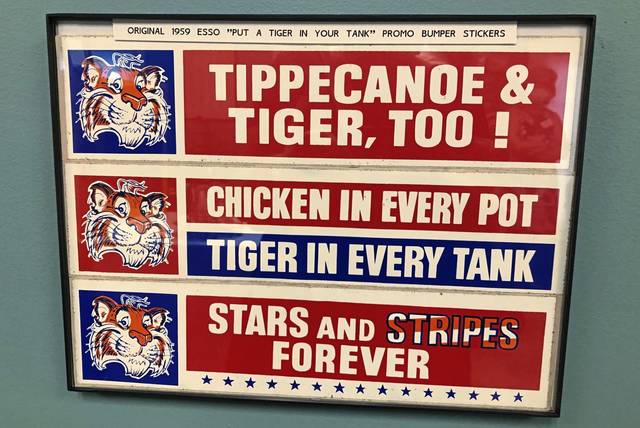 ORIGINAL 1959 ESSO "PUT A TIGER IN YOUR TANK" PROMO BUMPER STICKERS
TIPPECANOE &
TIGER, TOO !
CHICKEN IN EVERY POT
TIGER IN EVERY TANK
STARS AND STRIPES
FOREVER